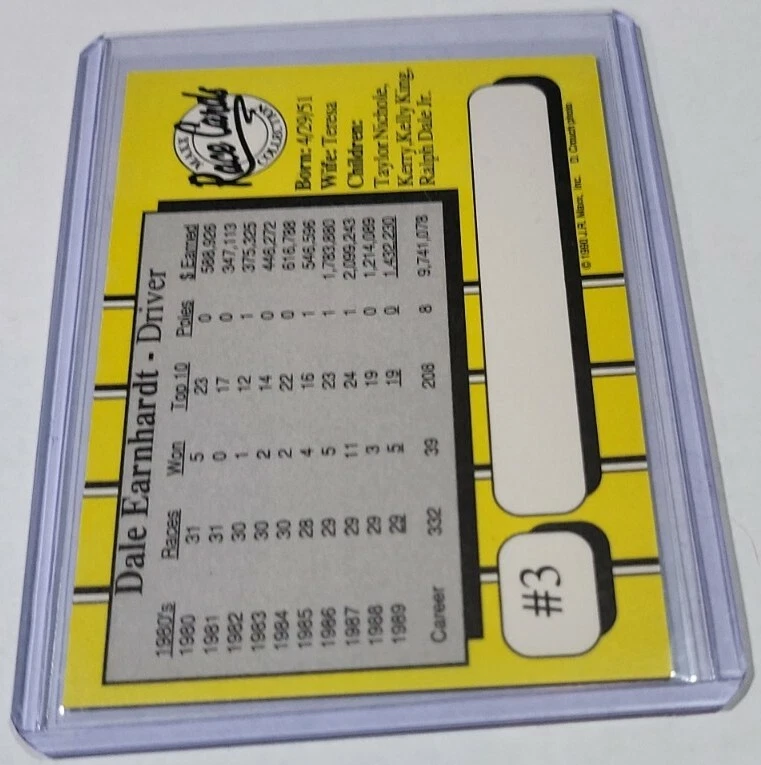 Dale Earnhardt - Driver
1980's Races Won Top 10 Poles $ Earned
1980 31 5 23 0 588,926
1981 31 0 17 0 347,113
1982 30 1 12 1 375,325
1983 30 2 14 0 446,272
1984 30 2 22 0 616,788
1985 28 4 16 1 546,596
1986 29 5 23 1 1,783,880
1987 29 11 24 1 2,099,243
1988 29 3 19 0 1,214,089
1989 29 5 19 0 1,432,230
Career 332 39 208 8 9,741,078
MAXX
Race Cards
COLLECTION
Born: 4/29/51
Wife: Teresa
Children:
Taylor Nichole,
Kerry,Kelly King,
Ralph Dale Jr.
#3
© 1990 J.R. Maxx, Inc. D. Crouch photo